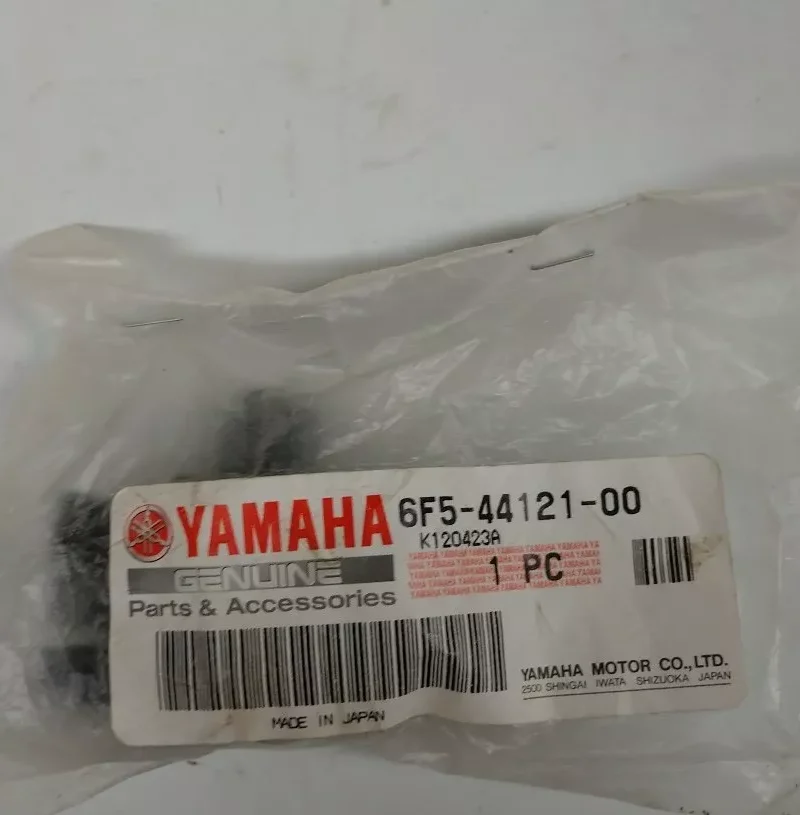 YAMAHA
6F5-44121-00
K120423A
GENUINE
1 PC
Parts & Accessories
YAMAHA MOTOR CO.,LTD.
2500 SHINGAI IWATA SHIZUOKA JAPAN
MADE IN JAPAN